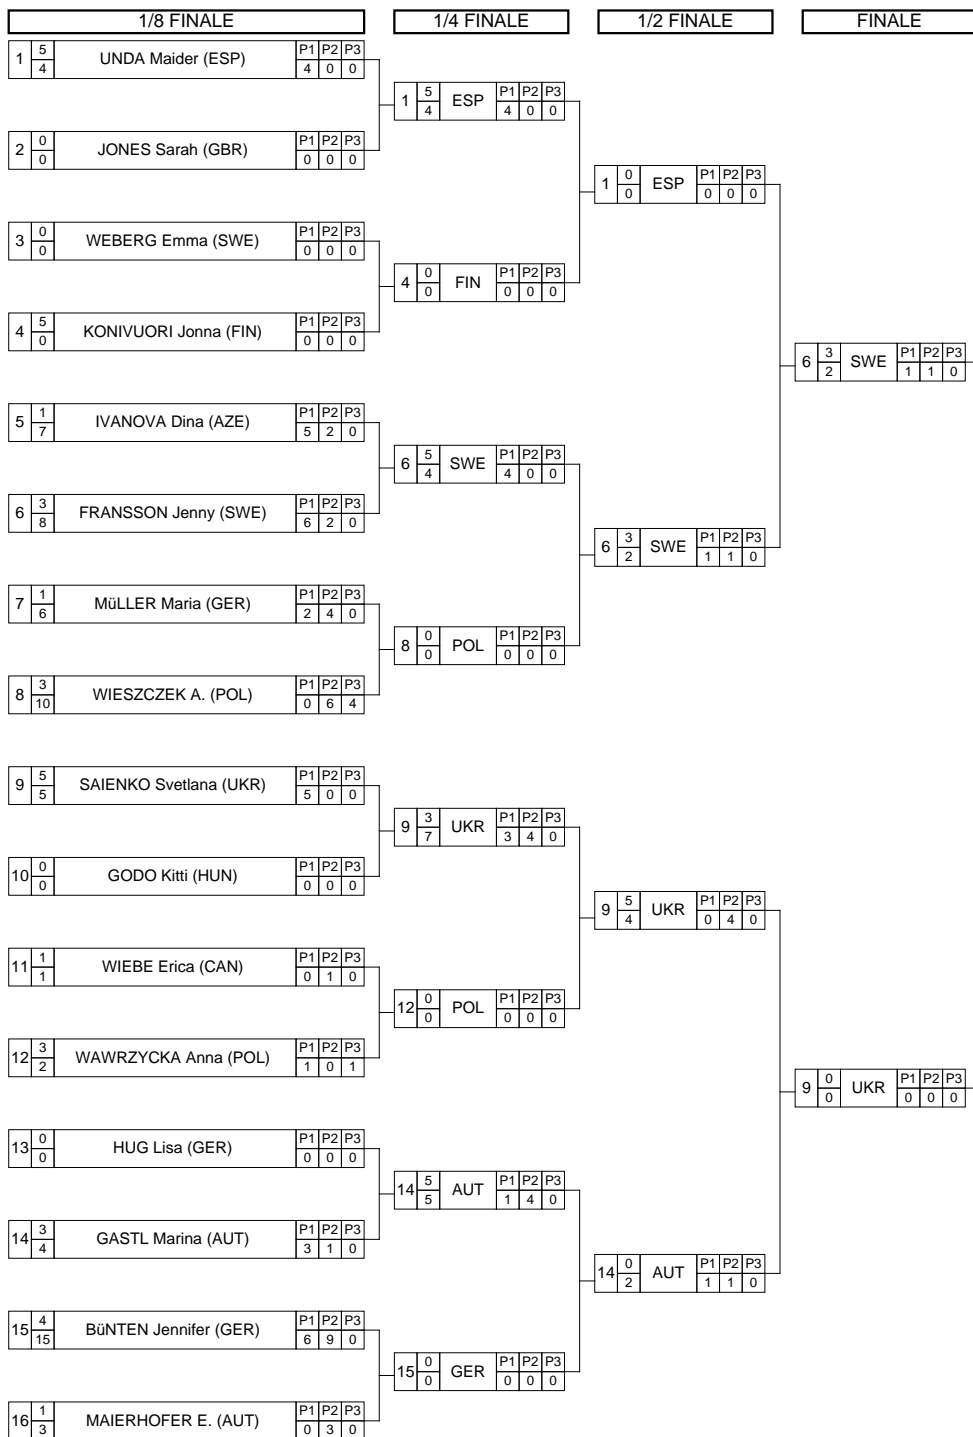 1/8 FINALE 1/4 FINALE 1/2 FINALE FINALE
1 5 4 UNDA Maider (ESP) P1 P2 P3 4 0 0
1 5 4 ESP P1 P2 P3 4 0 0
2 0 0 JONES Sarah (GBR) P1 P2 P3 0 0 0
1 0 0 ESP P1 P2 P3 0 0 0
3 0 0 WEBERG Emma (SWE) P1 P2 P3 0 0 0
4 0 0 FIN P1 P2 P3 0 0 0
4 5 0 KONIVUORI Jonna (FIN) P1 P2 P3 0 0 0
6 3 2 SWE P1 P2 P3 1 1 0
5 1 7 IVANOVA Dina (AZE) P1 P2 P3 5 2 0
6 5 4 SWE P1 P2 P3 4 0 0
6 3 8 FRANSSON Jenny (SWE) P1 P2 P3 6 2 0
6 3 2 SWE P1 P2 P3 1 1 0
7 1 6 MüLLER Maria (GER) P1 P2 P3 2 4 0
8 0 0 POL P1 P2 P3 0 0 0
8 3 10 WIESZCZEK A. (POL) P1 P2 P3 0 6 4
9 5 5 SAIENKO Svetlana (UKR) P1 P2 P3 5 0 0
9 3 7 UKR P1 P2 P3 3 4 0
10 0 0 GODO Kitti (HUN) P1 P2 P3 0 0 0
9 5 4 UKR P1 P2 P3 0 4 0
11 1 1 WIEBE Erica (CAN) P1 P2 P3 0 1 0
12 0 0 POL P1 P2 P3 0 0 0
12 3 2 WAWRZYCKA Anna (POL) P1 P2 P3 1 0 1
9 0 0 UKR P1 P2 P3 0 0 0
13 0 0 HUG Lisa (GER) P1 P2 P3 0 0 0
14 5 5 AUT P1 P2 P3 1 4 0
14 3 4 GASTL Marina (AUT) P1 P2 P3 3 1 0
14 0 2 AUT P1 P2 P3 1 1 0
15 4 15 BüNTEN Jennifer (GER) P1 P2 P3 6 9 0
15 0 0 GER P1 P2 P3 0 0 0
16 1 3 MAIERHOFER E. (AUT) P1 P2 P3 0 3 0